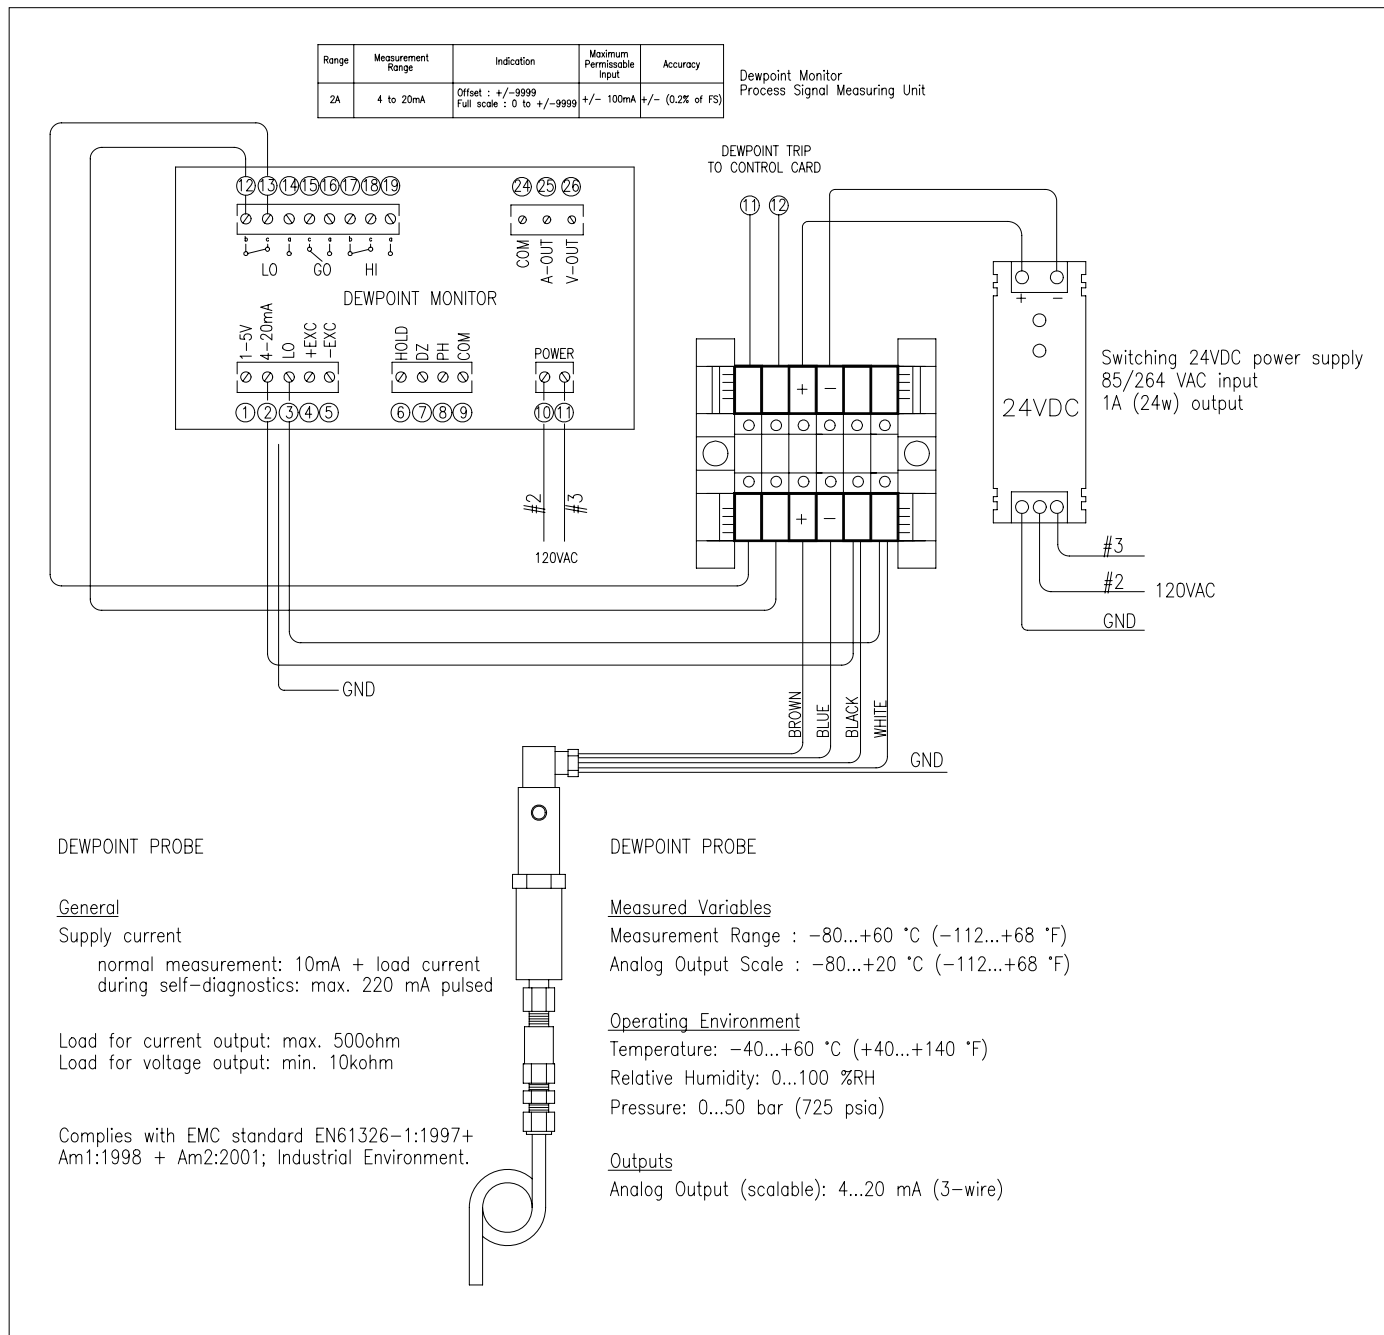 Range Measurement Range Indication Maximum Permissable Input Accuracy
2A 4 to 20mA Offset : +/-9999 Full scale : 0 to +/-9999 +/- 100mA +/- (0.2% of FS)
Dewpoint Monitor
Process Signal Measuring Unit
DEWPOINT TRIP
TO CONTROL CARD
11 12
12 13 14 15 16 17 18 19
b c a c a b c a
LO GO HI
24 25 26
COM A-OUT V-OUT
DEWPOINT MONITOR
1-5V 4-20mA LO +EXC -EXC
HOLD DZ PH COM
POWER
1 2 3 4 5
6 7 8 9
10 11
#2 #3
120VAC
+ -
+ -
+ -
24VDC
Switching 24VDC power supply
85/264 VAC input
1A (24w) output
#3
#2 120VAC
GND
GND
BROWN BLUE BLACK WHITE
GND
DEWPOINT PROBE
General
Supply current
normal measurement: 10mA + load current
during self-diagnostics: max. 220 mA pulsed
Load for current output: max. 500ohm
Load for voltage output: min. 10kohm
Complies with EMC standard EN61326-1:1997+
Am1:1998 + Am2:2001; Industrial Environment.
DEWPOINT PROBE
Measured Variables
Measurement Range : -80...+60 °C (-112...+68 °F)
Analog Output Scale : -80...+20 °C (-112...+68 °F)
Operating Environment
Temperature: -40...+60 °C (+40...+140 °F)
Relative Humidity: 0...100 %RH
Pressure: 0...50 bar (725 psia)
Outputs
Analog Output (scalable): 4...20 mA (3-wire)